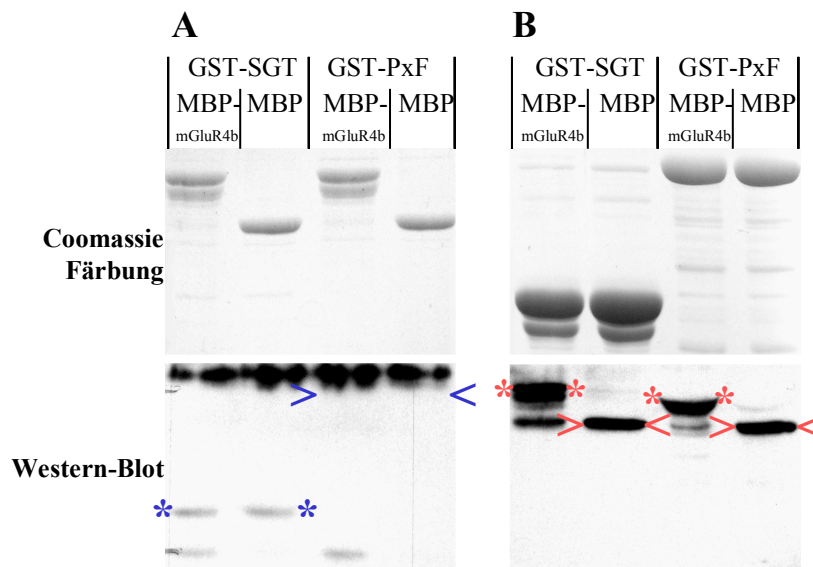 A
B
GST-SGT GST-PxF
MBP- MBP MBP- MBP
mGluR4b mGluR4b
GST-SGT GST-PxF
MBP- MBP MBP- MBP
mGluR4b mGluR4b
Coomassie
Färbung
> <
* * * *
> < > <
Western-Blot
* *